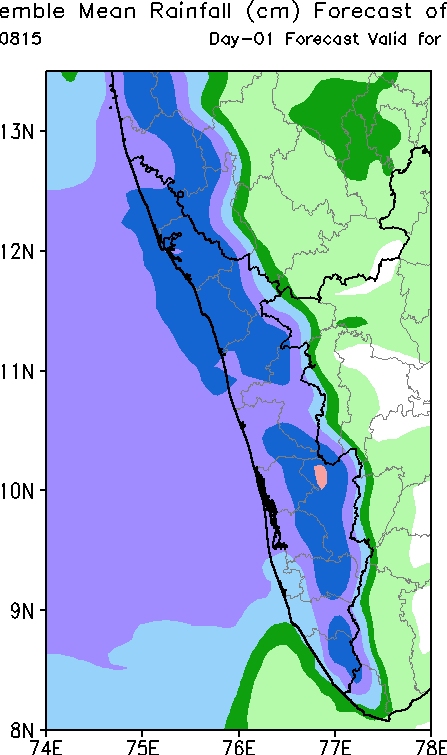 emble Mean Rainfall (cm) Forecast of
0815 Day-01 Forecast Valid for
13N
12N
11N
10N
9N
8N
74E 75E 76E 77E 78E